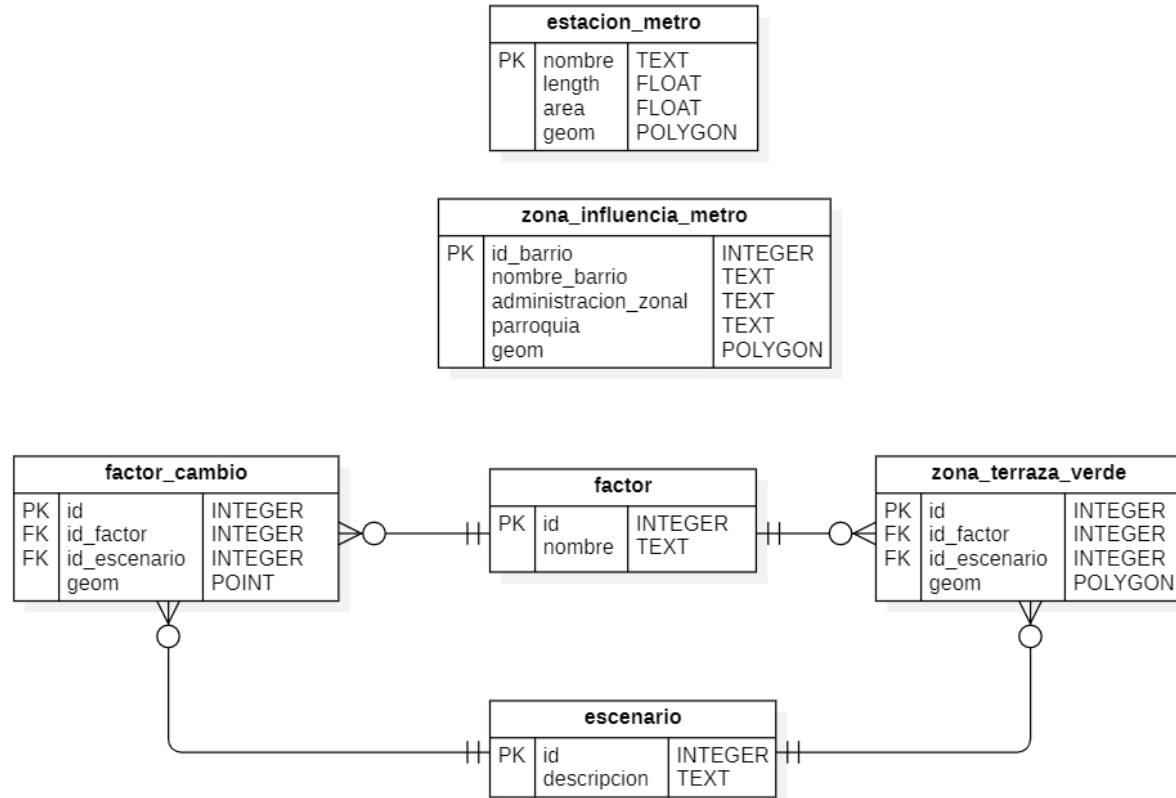 estacion_metro
PK nombre TEXT
length FLOAT
area FLOAT
geom POLYGON
zona_influencia_metro
PK id_barrio INTEGER
nombre_barrio TEXT
administracion_zonal TEXT
parroquia TEXT
geom POLYGON
factor_cambio
PK id INTEGER
FK id_factor INTEGER
FK id_escenario INTEGER
geom POINT
factor
PK id INTEGER
nombre TEXT
zona_terraza_verde
PK id INTEGER
FK id_factor INTEGER
FK id_escenario INTEGER
geom POLYGON
escenario
PK id INTEGER
descripcion TEXT